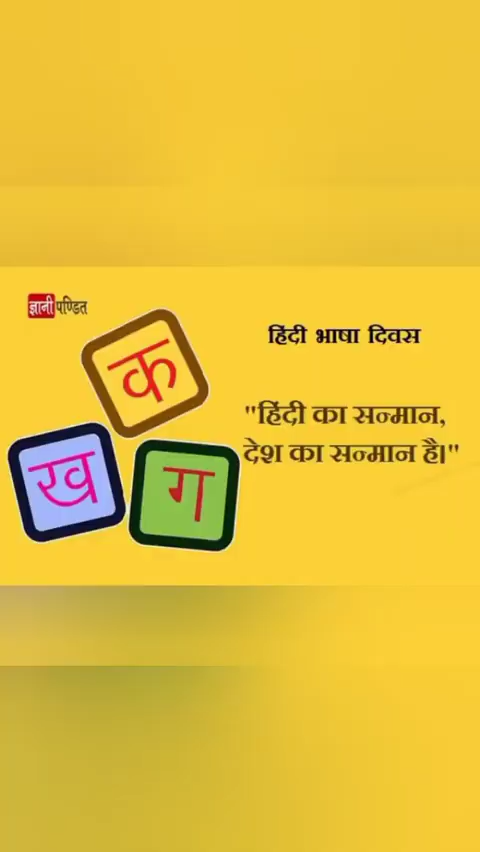 ज्ञानी पण्डित
हिंदी भाषा दिवस
क
"हिंदी का सन्मान,
देश का सन्मान है।"
ख
ग